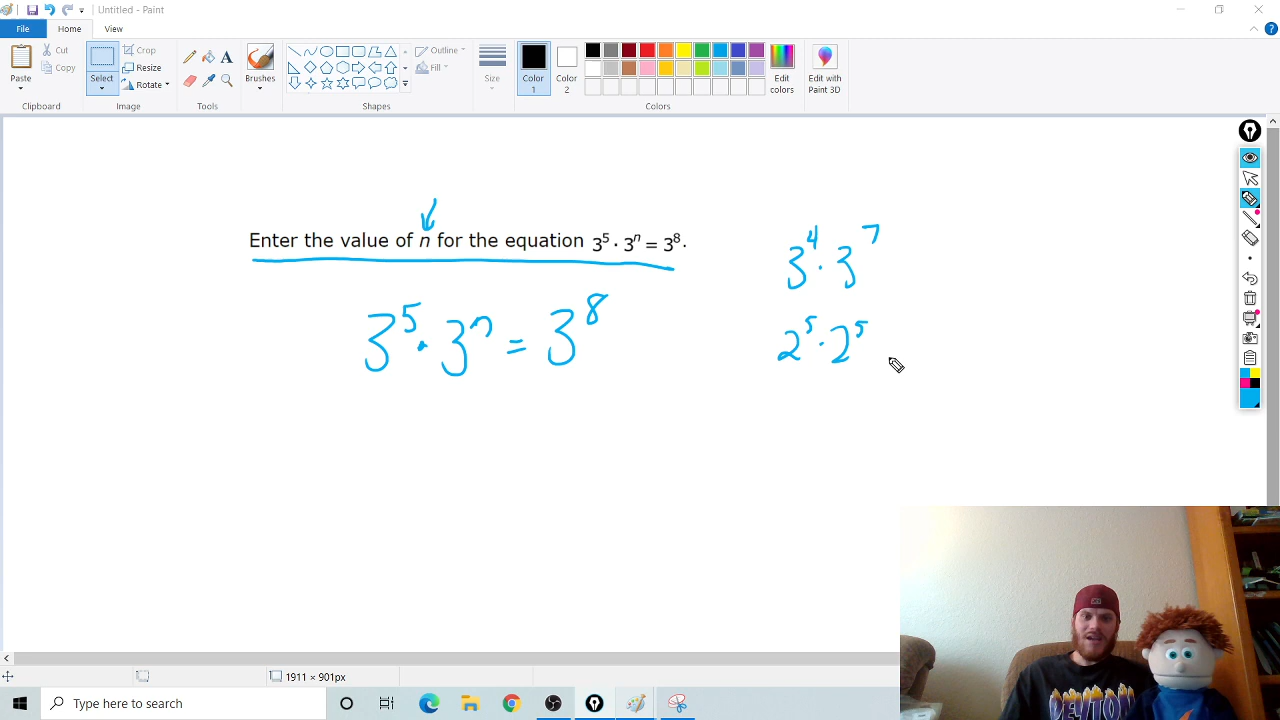 Untitled - Paint
File
Home
View
Paste
Cut
Copy
Clipboard
Select
Crop
Resize
Rotate
Image
Tools
Brushes
Shapes
Outline
Fill
Size
Color 1
Color 2
Edit colors
Colors
Edit with Paint 3D
Enter the value of n for the equation 3⁵ · 3ⁿ = 3⁸.
3⁴ · 3⁷
3⁵ · 3ⁿ = 3⁸
2⁵ · 2⁵
1911 × 901px
Type here to search